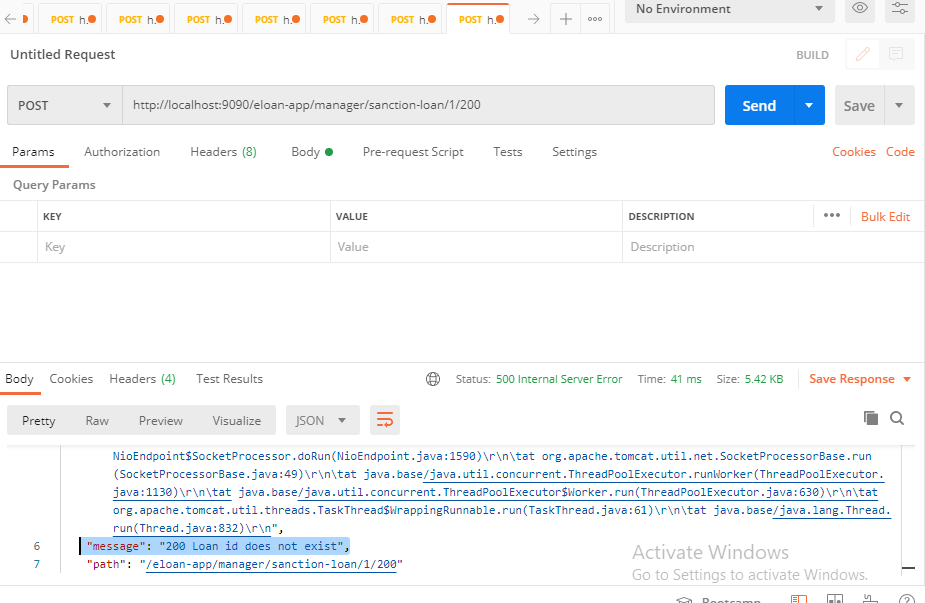 POST h. POST h. POST h. POST h. POST h. POST h. POST h. No Environment
Untitled Request BUILD
POST http://localhost:9090/eloan-app/manager/sanction-loan/1/200 Send Save
Params Authorization Headers (8) Body Pre-request Script Tests Settings Cookies Code
Query Params
KEY VALUE DESCRIPTION Bulk Edit
Key Value Description
Body Cookies Headers (4) Test Results Status: 500 Internal Server Error Time: 41 ms Size: 5.42 KB Save Response
Pretty Raw Preview Visualize JSON
NioEndpoint$SocketProcessor.doRun(NioEndpoint.java:1590)\r\n\tat org.apache.tomcat.util.net.SocketProcessorBase.run
(SocketProcessorBase.java:49)\r\n\tat java.base/java.util.concurrent.ThreadPoolExecutor.runWorker(ThreadPoolExecutor.
java:1130)\r\n\tat java.base/java.util.concurrent.ThreadPoolExecutor$Worker.run(ThreadPoolExecutor.java:630)\r\n\tat
org.apache.tomcat.util.threads.TaskThread$WrappingRunnable.run(TaskThread.java:61)\r\n\tat java.base/java.lang.Thread.
run(Thread.java:832)\r\n",
6 "message": "200 Loan id does not exist",
7 "path": "/eloan-app/manager/sanction-loan/1/200"
Activate Windows
Go to Settings to activate Windows.
Bootcamp